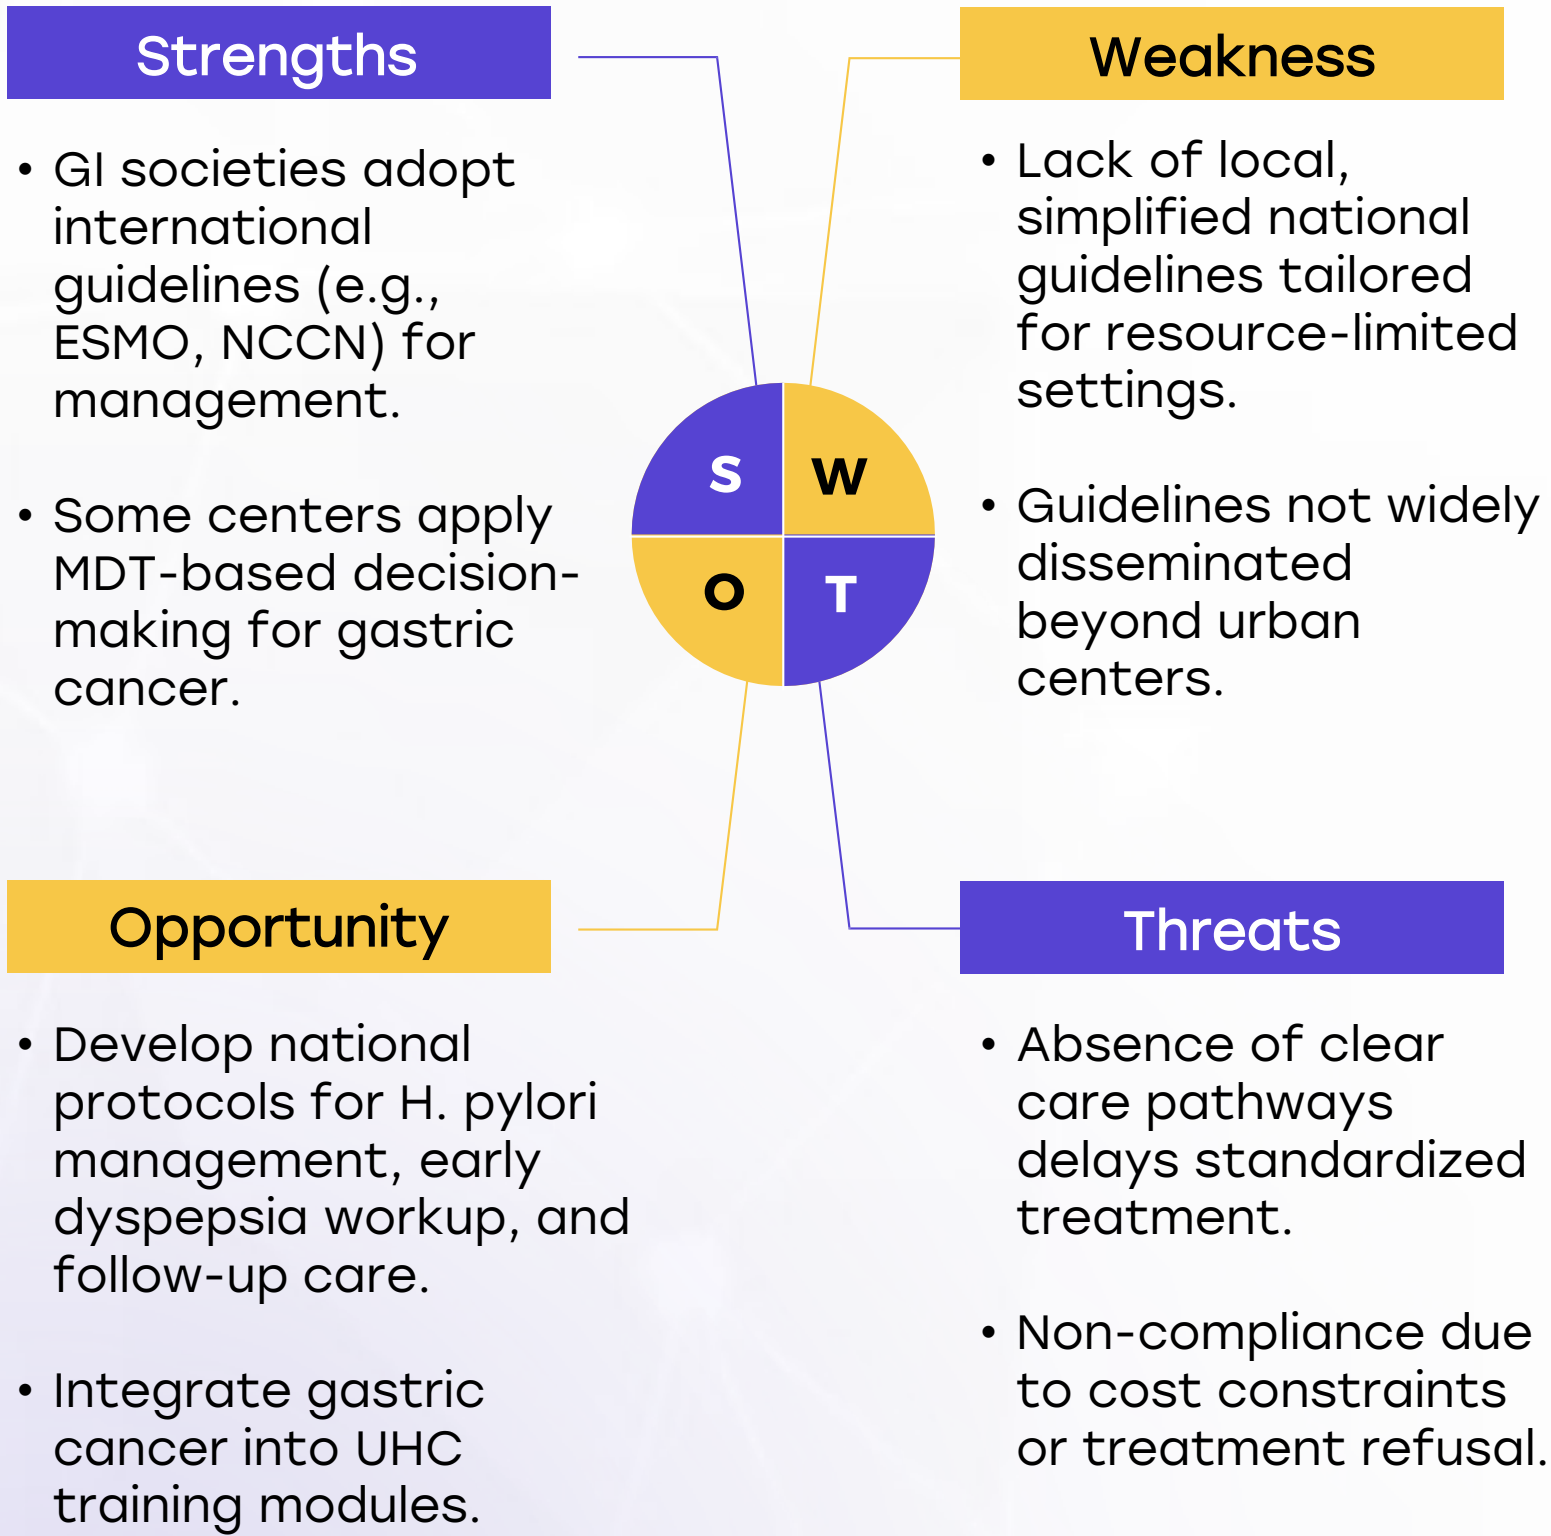 Strengths
• GI societies adopt
international
guidelines (e.g.,
ESMO, NCCN) for
management.
• Some centers apply
MDT-based decision-
making for gastric
cancer.
Weakness
• Lack of local,
simplified national
guidelines tailored
for resource-limited
settings.
• Guidelines not widely
disseminated
beyond urban
centers.
S
W
O
T
Opportunity
• Develop national
protocols for H. pylori
management, early
dyspepsia workup, and
follow-up care.
• Integrate gastric
cancer into UHC
training modules.
Threats
• Absence of clear
care pathways
delays standardized
treatment.
• Non-compliance due
to cost constraints
or treatment refusal.